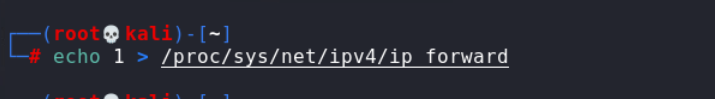 ┌──(root💀kali)-[~]
└─# echo 1 > /proc/sys/net/ipv4/ip_forward